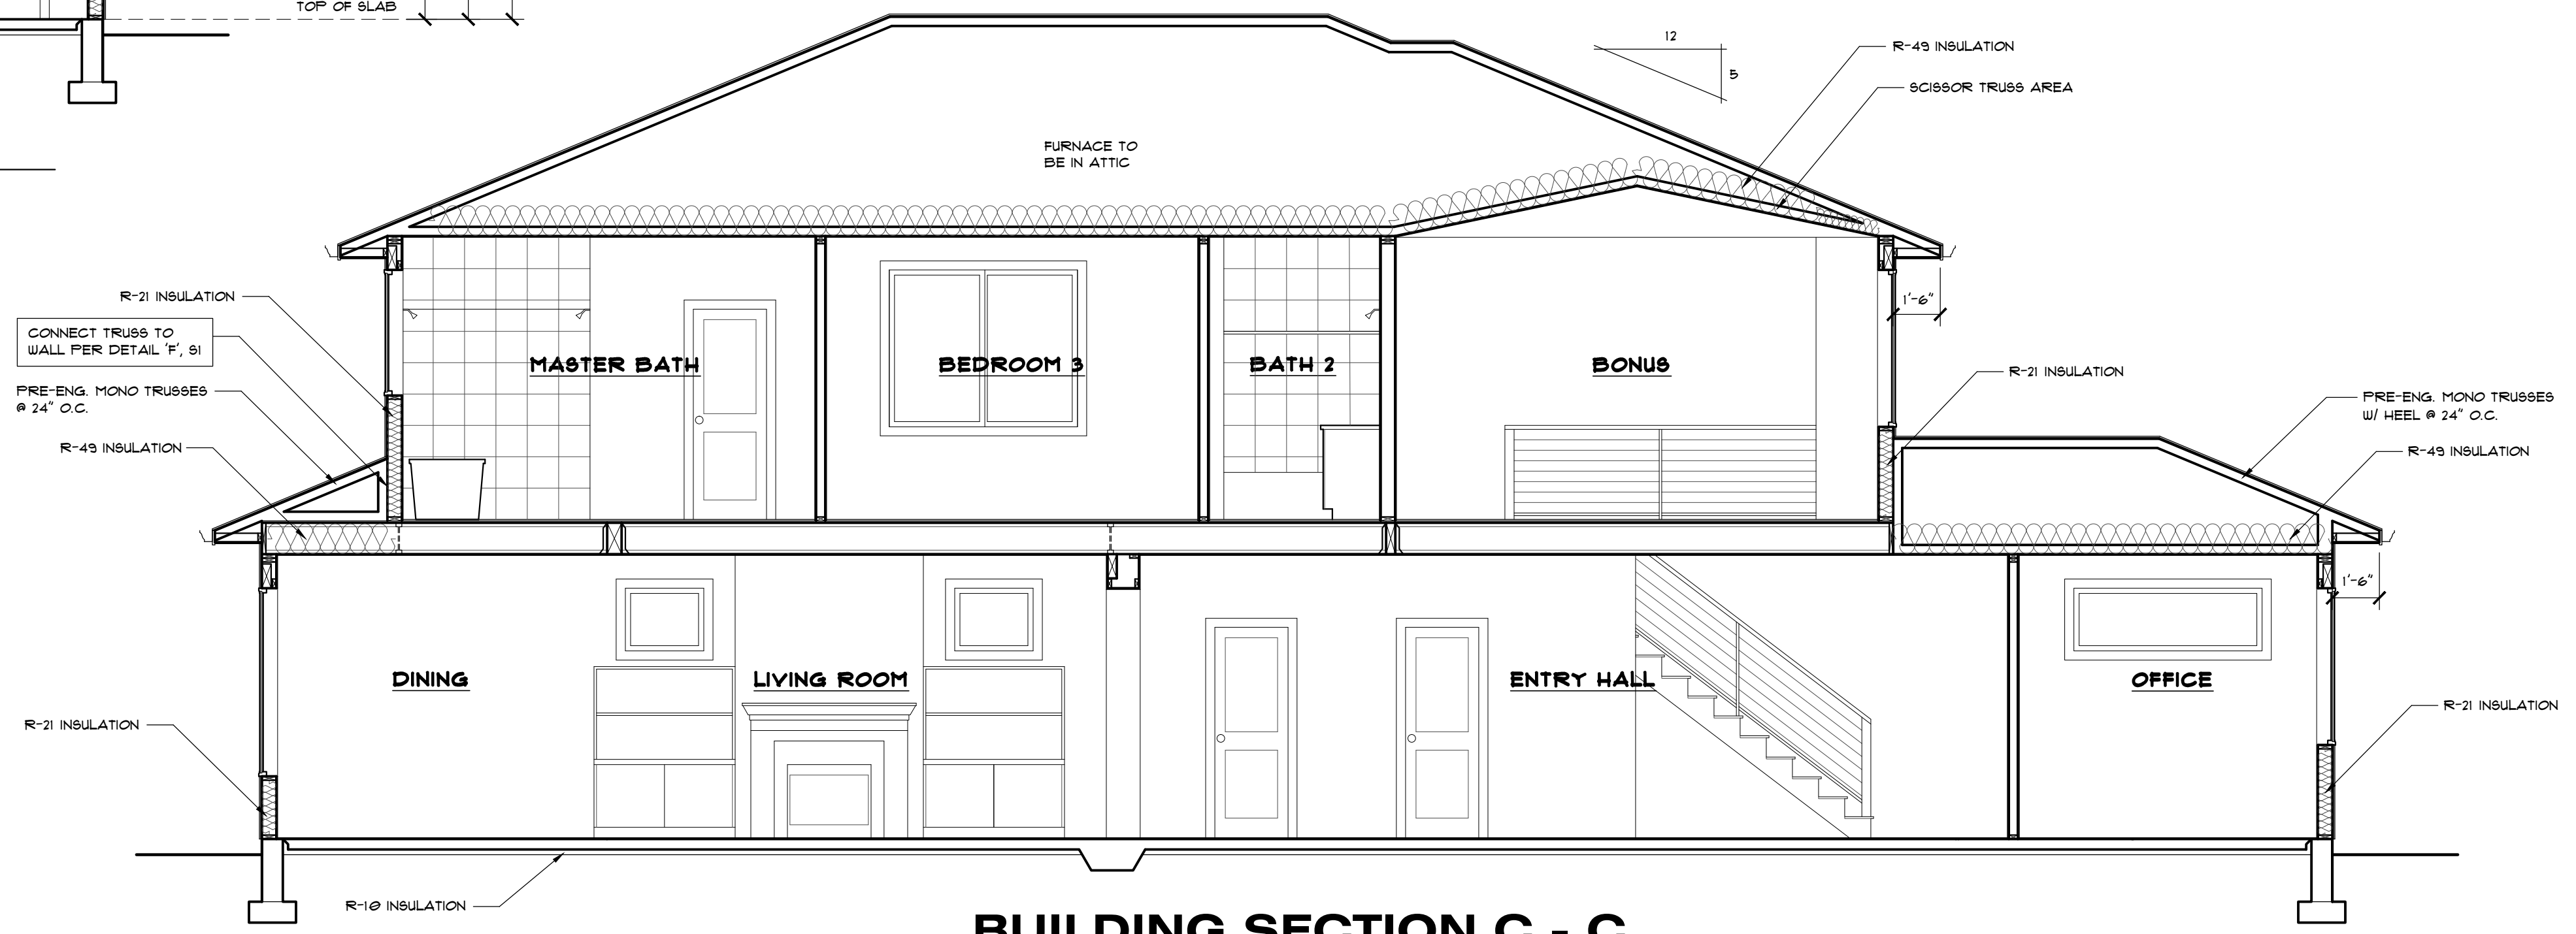 TOP OF SLAB
12
5
R-49 INSULATION
SCISSOR TRUSS AREA
FURNACE TO
BE IN ATTIC
R-21 INSULATION
CONNECT TRUSS TO
WALL PER DETAIL 'F', S1
PRE-ENG. MONO TRUSSES
@ 24" O.C.
R-49 INSULATION
MASTER BATH
BEDROOM 3
BATH 2
BONUS
1'-6"
R-21 INSULATION
PRE-ENG. MONO TRUSSES
W/ HEEL @ 24" O.C.
R-49 INSULATION
1'-6"
DINING
LIVING ROOM
ENTRY HALL
OFFICE
R-21 INSULATION
R-21 INSULATION
R-10 INSULATION
BUILDING SECTION C - C